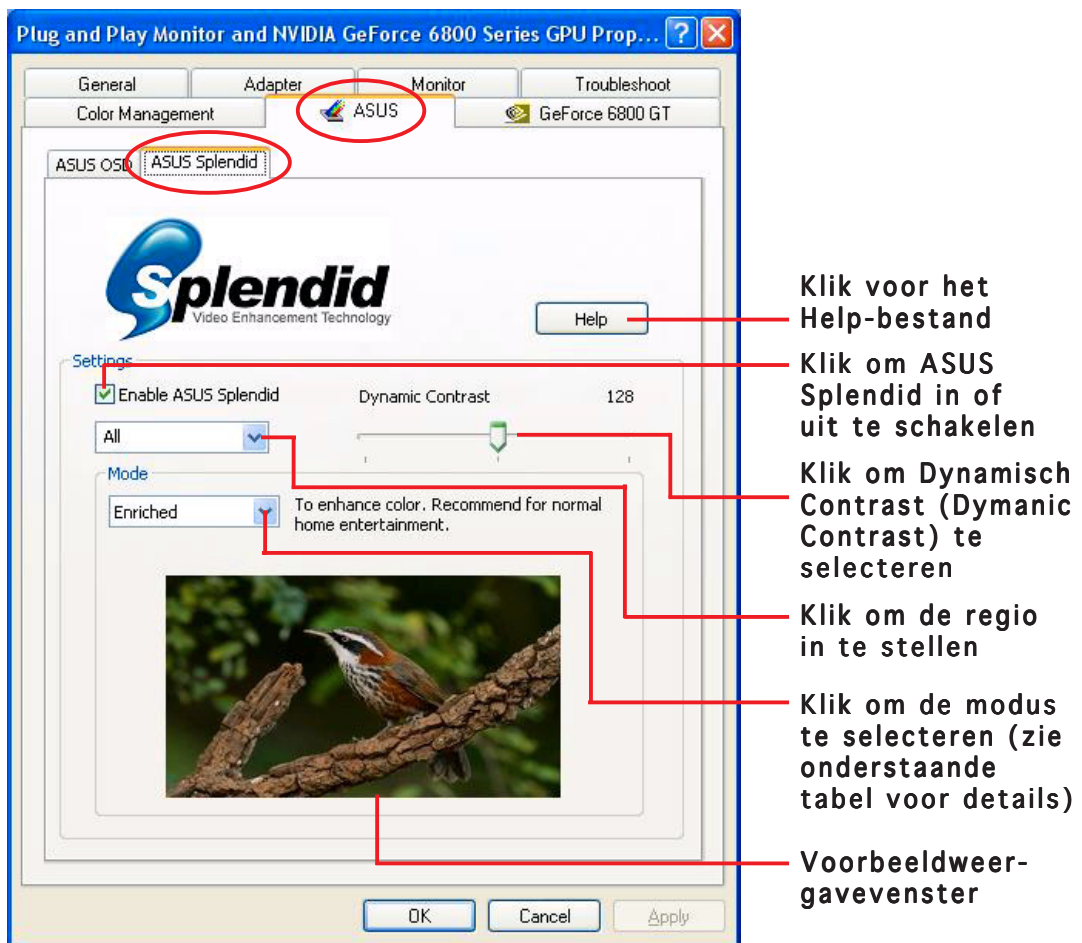 Plug and Play Monitor and NVIDIA GeForce 6800 Series GPU Prop...
General Adapter Monitor Troubleshoot
Color Management ASUS GeForce 6800 GT
ASUS OSD ASUS Splendid
Splendid
Video Enhancement Technology
Help
Settings
Enable ASUS Splendid Dynamic Contrast 128
All
Mode
Enriched
To enhance color. Recommend for normal
home entertainment.
OK Cancel Apply
Klik voor het
Help-bestand
Klik om ASUS
Splendid in of
uit te schakelen
Klik om Dynamisch
Contrast (Dymanic
Contrast) te
selecteren
Klik om de regio
in te stellen
Klik om de modus
te selecteren (zie
onderstaande
tabel voor details)
Voorbeeldweer-
gavevenster